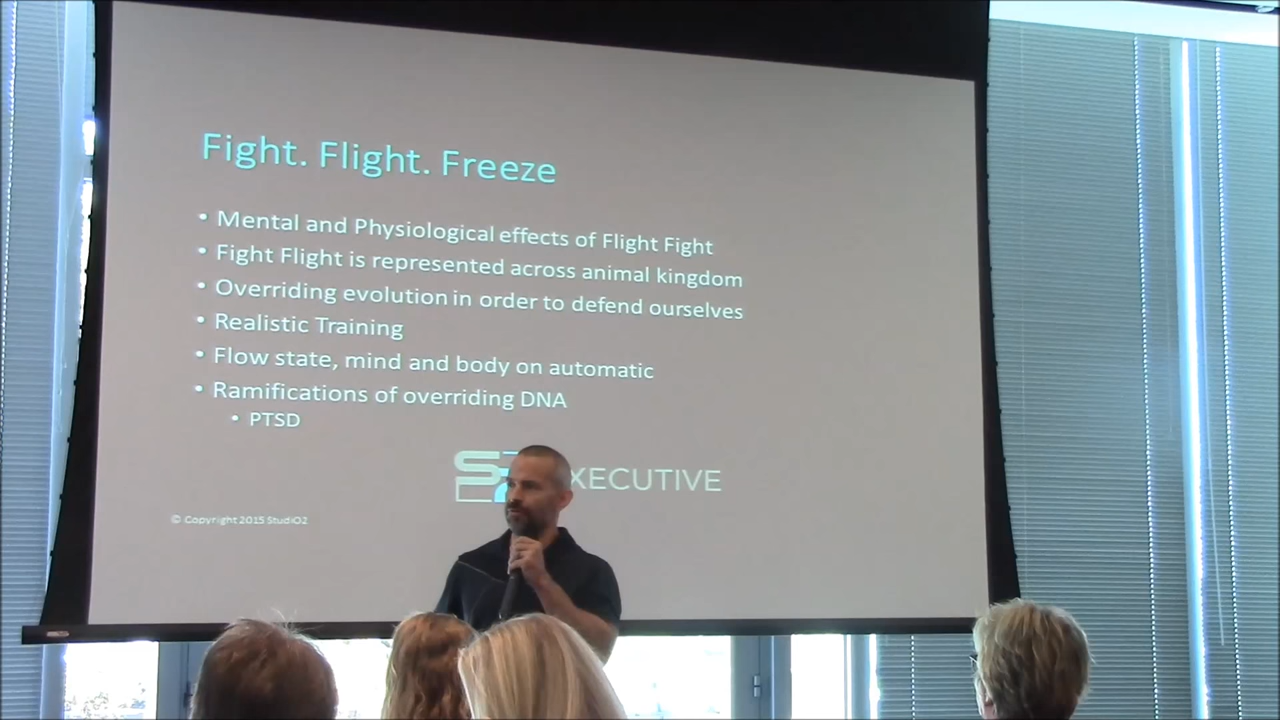 Fight. Flight. Freeze
• Mental and Physiological effects of Flight Fight
• Fight Flight is represented across animal kingdom
• Overriding evolution in order to defend ourselves
• Realistic Training
• Flow state, mind and body on automatic
• Ramifications of overriding DNA
• PTSD
XECUTIVE
© Copyright 2015 StudiO2